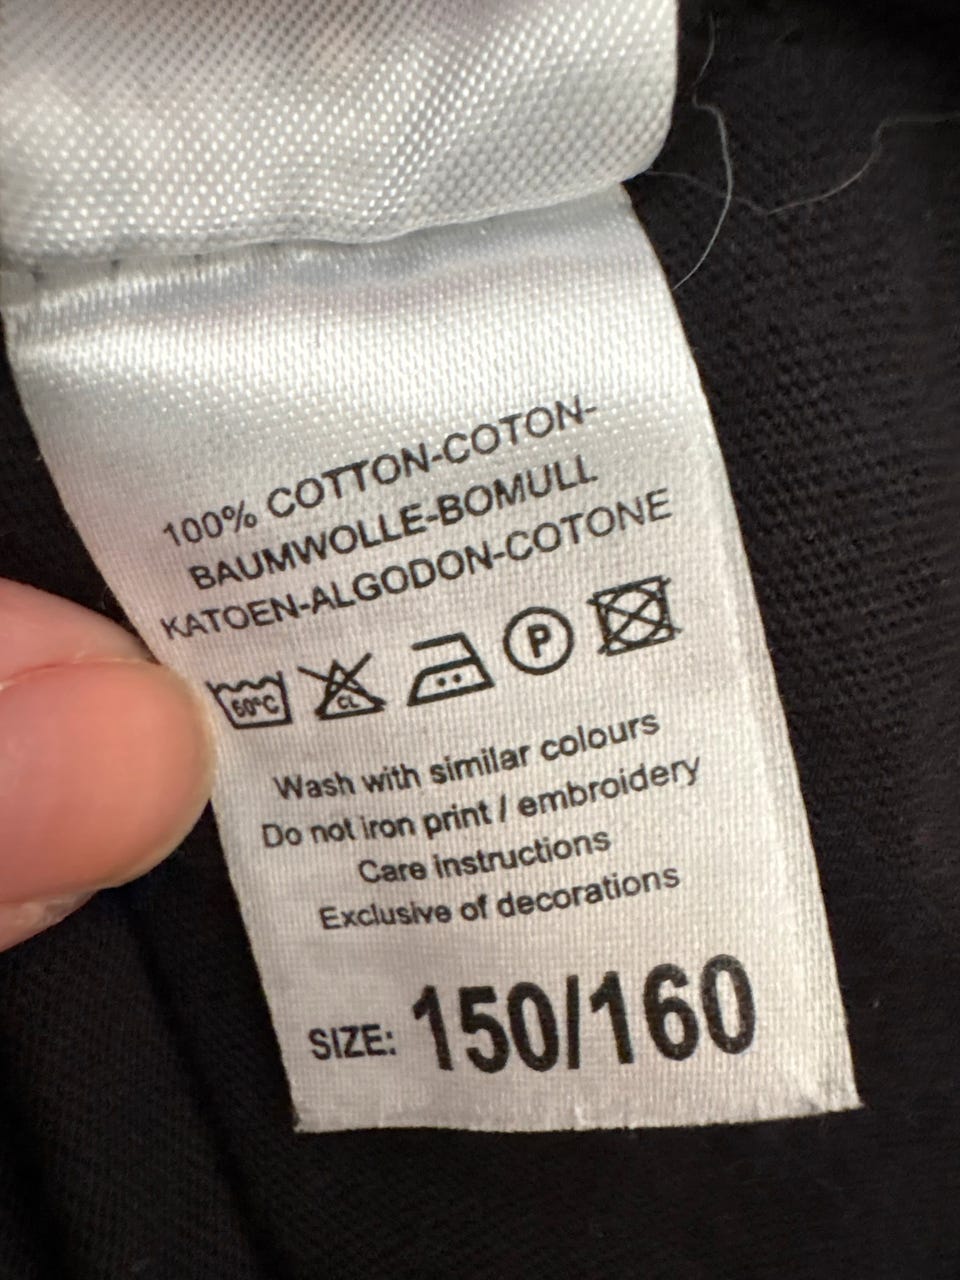 100% COTTON-COTON-
BAUMWOLLE-BOMULL
KATOEN-ALGODON-COTONE
60°C CL P
Wash with similar colours
Do not iron print / embroidery
Care instructions
Exclusive of decorations
SIZE: 150/160